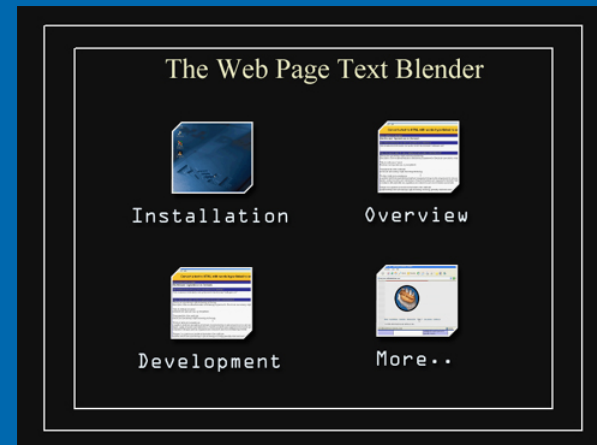 The Web Page Text Blender
Installation
Overview
Development
More..